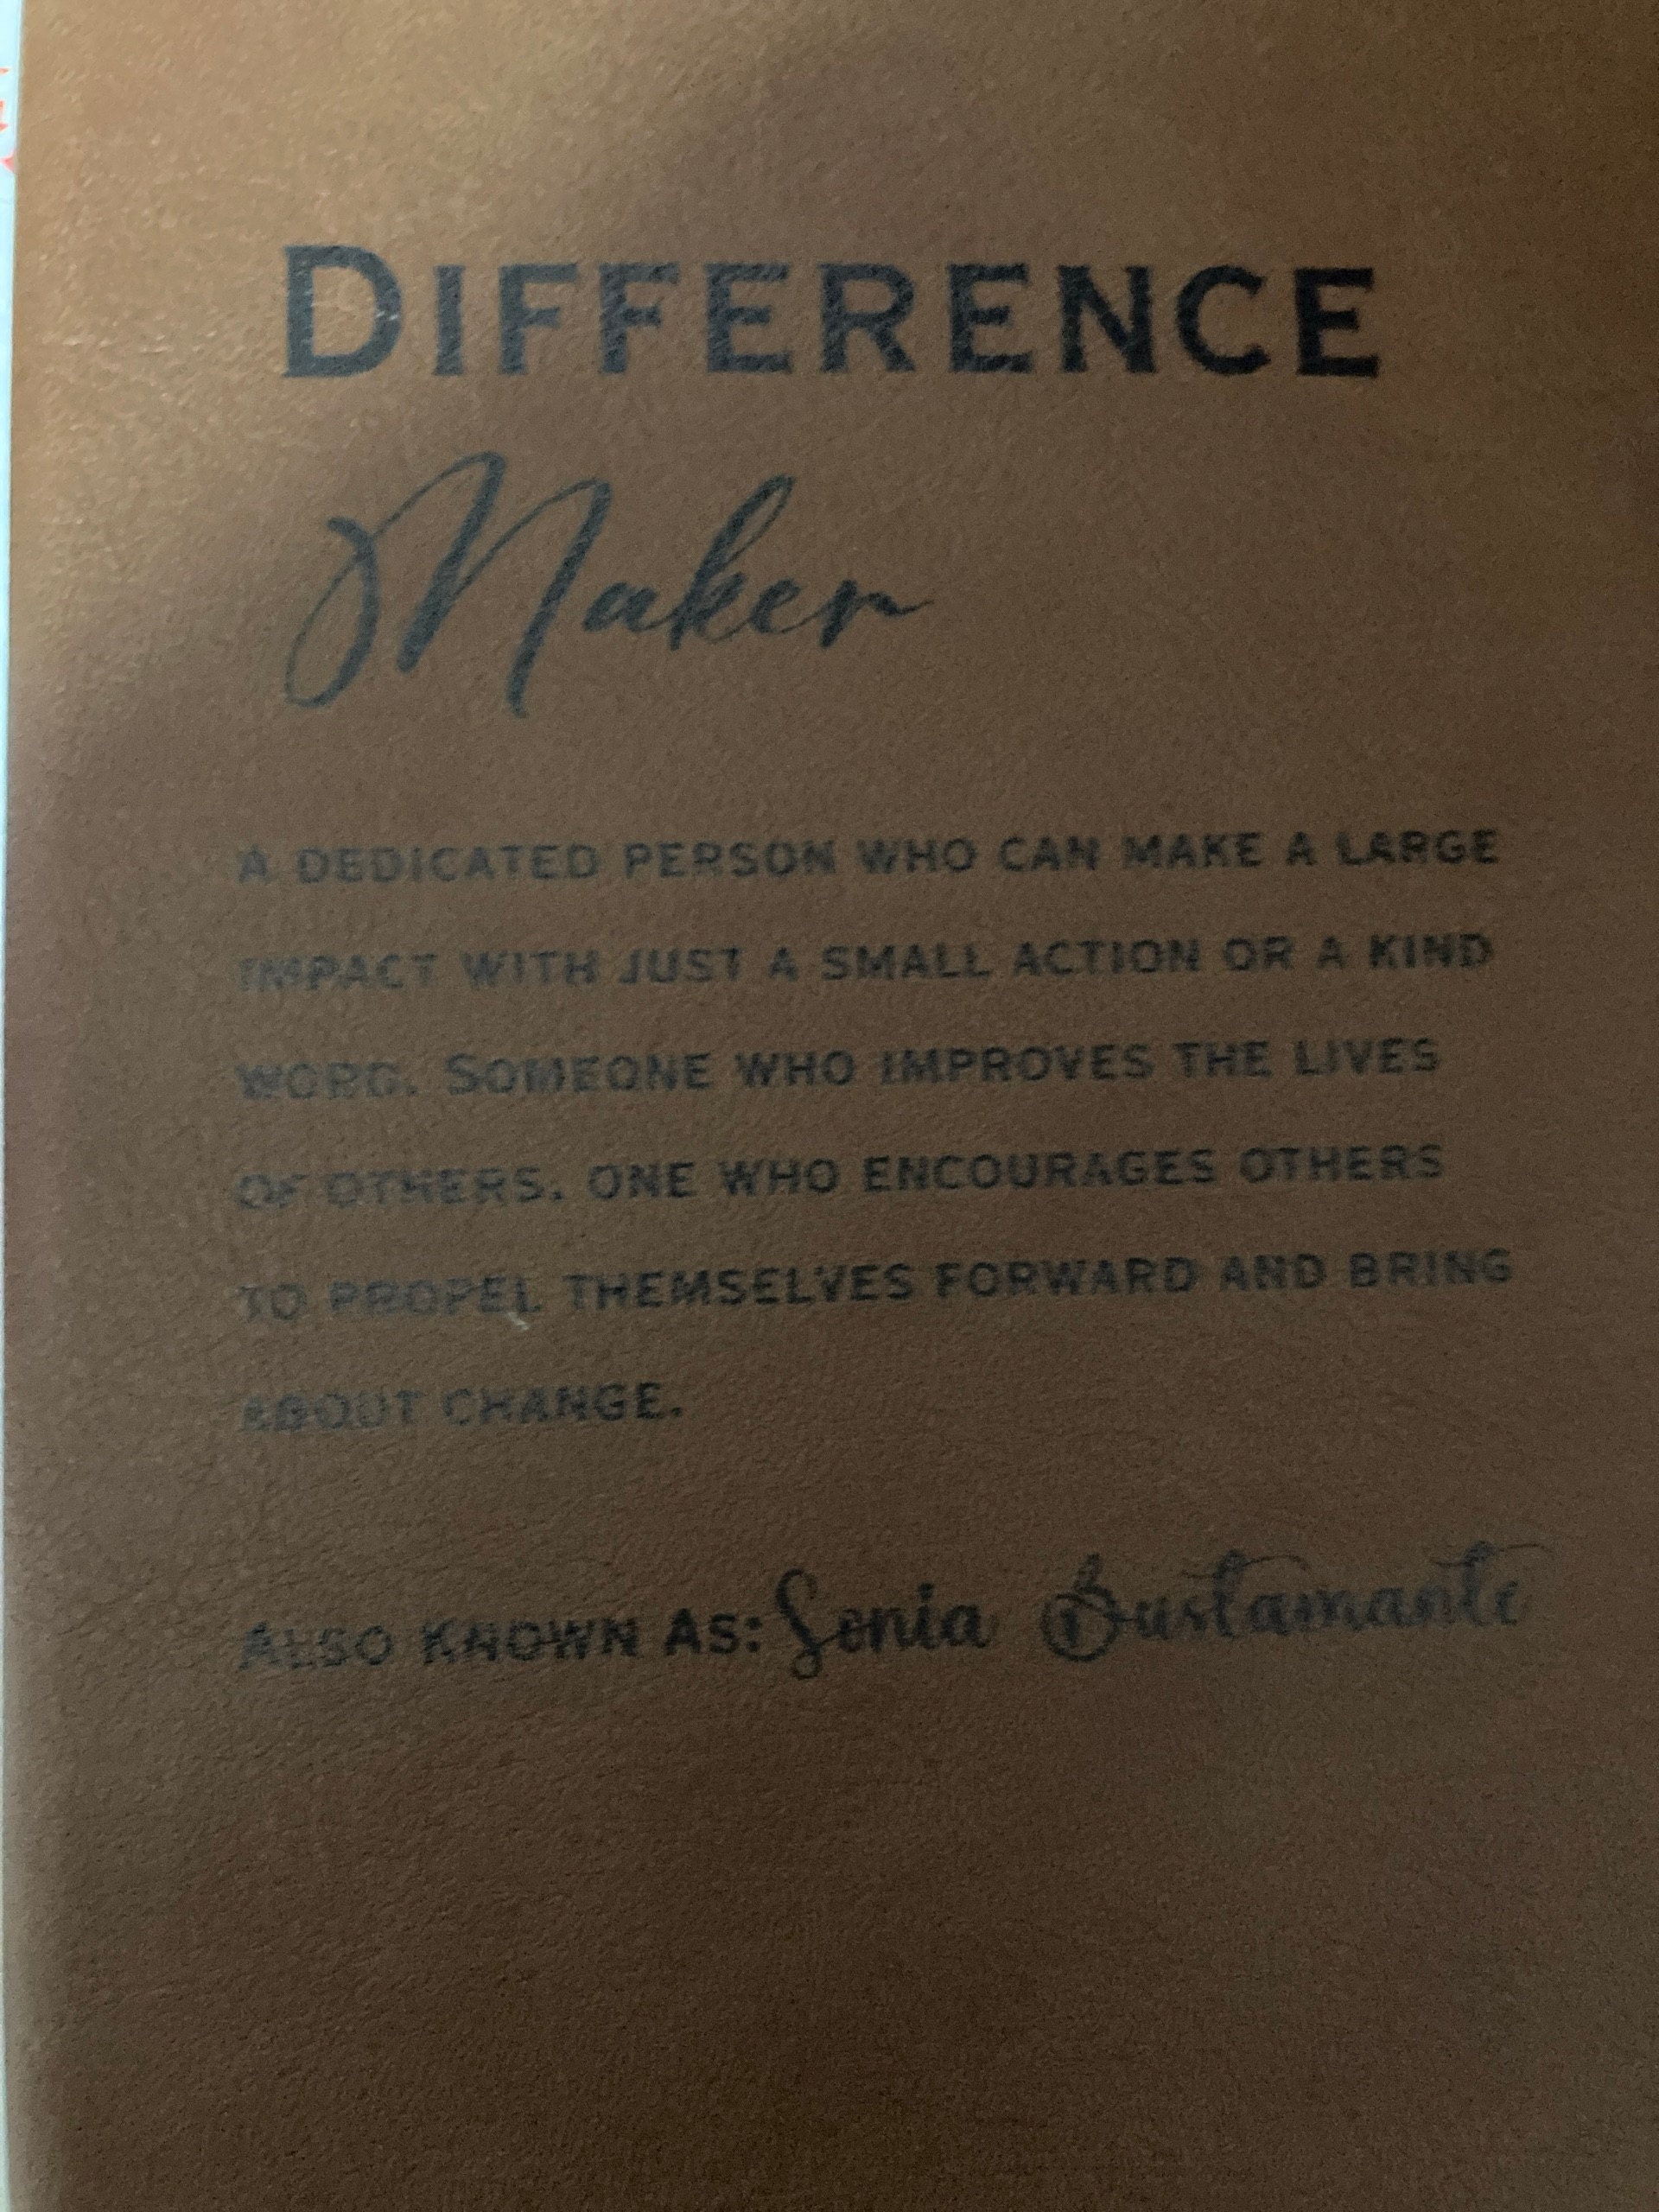 DIFFERENCE
Maker
A DEDICATED PERSON WHO CAN MAKE A LARGE
IMPACT WITH JUST A SMALL ACTION OR A KIND
WORD. SOMEONE WHO IMPROVES THE LIVES
OF OTHERS. ONE WHO ENCOURAGES OTHERS
TO PROPEL THEMSELVES FORWARD AND BRING
ABOUT CHANGE.
ALSO KNOWN AS: Sonia Bustamante